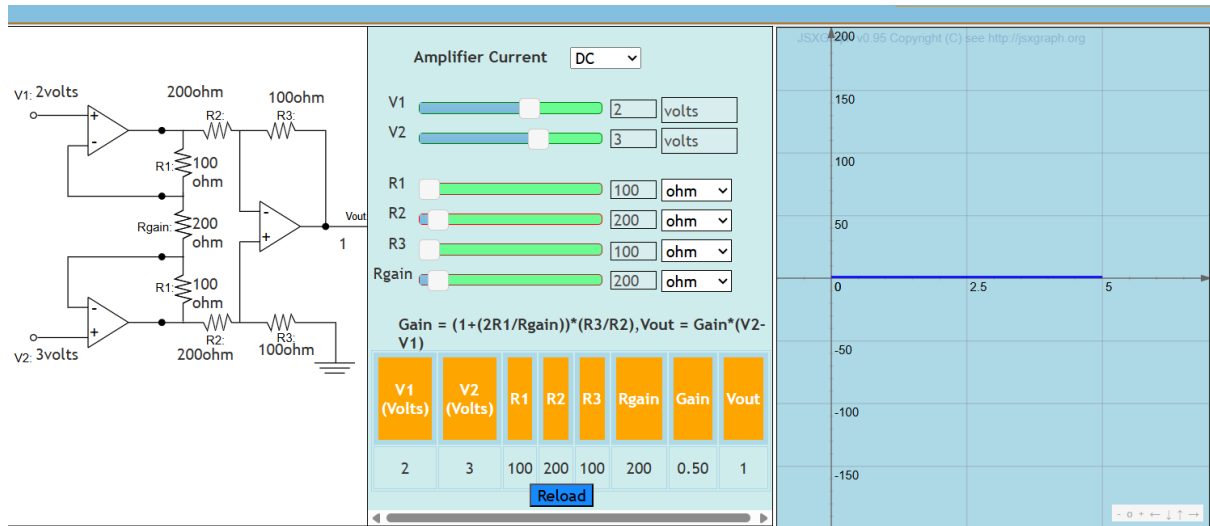 V1: 2volts
200ohm
R2:
100ohm
R3:
+
-
R1: 100
ohm
Rgain: 200
ohm
-
+
Vout
1
R1: 100
ohm
-
+
V2: 3volts
R2:
200ohm
R3:
100ohm
Amplifier Current DC
V1 2 volts
V2 3 volts
R1 100 ohm
R2 200 ohm
R3 100 ohm
Rgain 200 ohm
Gain = (1+(2R1/Rgain))*(R3/R2),Vout = Gain*(V2-
V1)
V1 (Volts) V2 (Volts) R1 R2 R3 Rgain Gain Vout
2 3 100 200 100 200 0.50 1
Reload
JSXG v0.95 Copyright (C) see http://jsxgraph.org
200
150
100
50
0 2.5 5
-50
-100
-150
- o + ← ↓ ↑ →